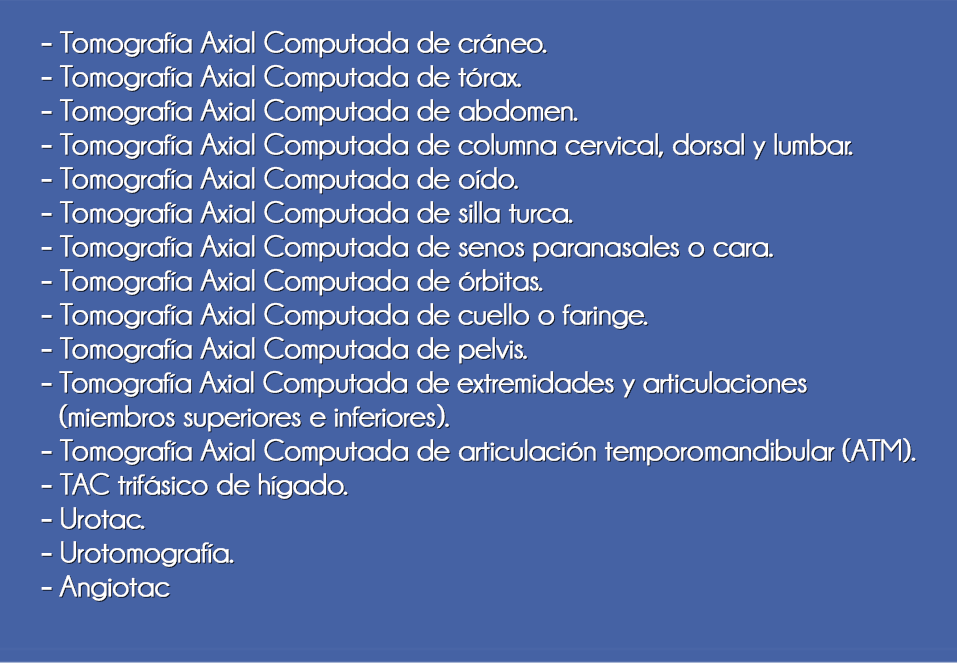 - Tomografía Axial Computada de cráneo.
- Tomografía Axial Computada de tórax.
- Tomografía Axial Computada de abdomen.
- Tomografía Axial Computada de columna cervical, dorsal y lumbar.
- Tomografía Axial Computada de oído.
- Tomografía Axial Computada de silla turca.
- Tomografía Axial Computada de senos paranasales o cara.
- Tomografía Axial Computada de órbitas.
- Tomografía Axial Computada de cuello o faringe.
- Tomografía Axial Computada de pelvis.
- Tomografía Axial Computada de extremidades y articulaciones
(miembros superiores e inferiores).
- Tomografía Axial Computada de articulación temporomandibular (ATM).
- TAC trifásico de hígado.
- Urotac.
- Urotomografía.
- Angiotac